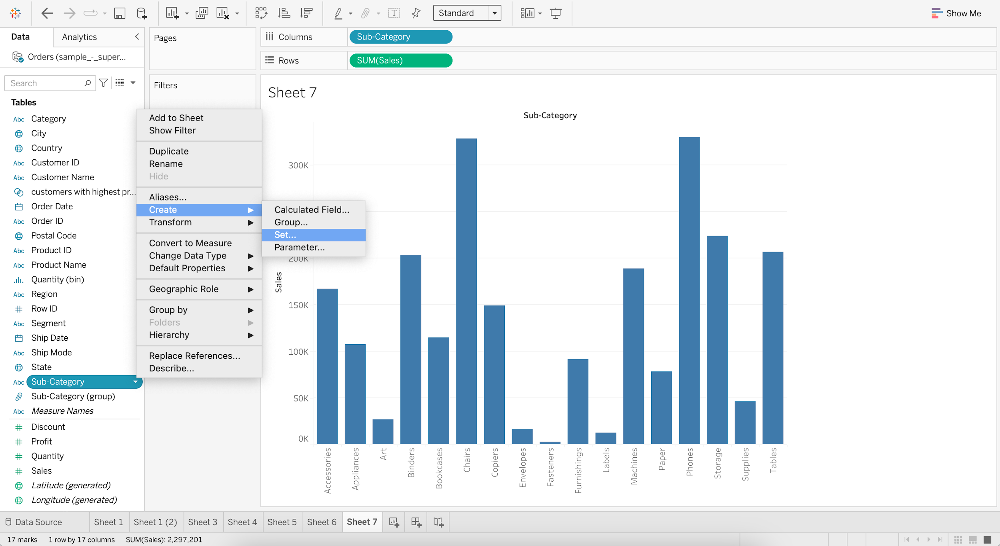 Standard
Show Me
Data
Analytics
Orders (sample_-_super...
Search
Tables
Abc Category
City
Country
Abc Customer ID
Abc Customer Name
customers with highest pr...
Order Date
Abc Order ID
Postal Code
Abc Product ID
Abc Product Name
Quantity (bin)
Abc Region
Row ID
Abc Segment
Ship Date
Abc Ship Mode
State
Abc Sub-Category
Sub-Category (group)
Abc Measure Names
Discount
Profit
Quantity
Sales
Latitude (generated)
Longitude (generated)
Pages
Filters
Add to Sheet
Show Filter
Duplicate
Rename
Hide
Aliases...
Create
Transform
Convert to Measure
Change Data Type
Default Properties
Geographic Role
Group by
Folders
Hierarchy
Replace References...
Describe...
Calculated Field...
Group...
Set...
Parameter...
Columns
Sub-Category
Rows
SUM(Sales)
Sheet 7
Sub-Category
300K
200K
150K
100K
50K
0K
Sales
Accessories
Appliances
Art
Binders
Bookcases
Chairs
Copiers
Envelopes
Fasteners
Furnishings
Labels
Machines
Paper
Phones
Storage
Supplies
Tables
Data Source
Sheet 1
Sheet 1 (2)
Sheet 3
Sheet 4
Sheet 5
Sheet 6
Sheet 7
17 marks
1 row by 17 columns
SUM(Sales): 2,297,201